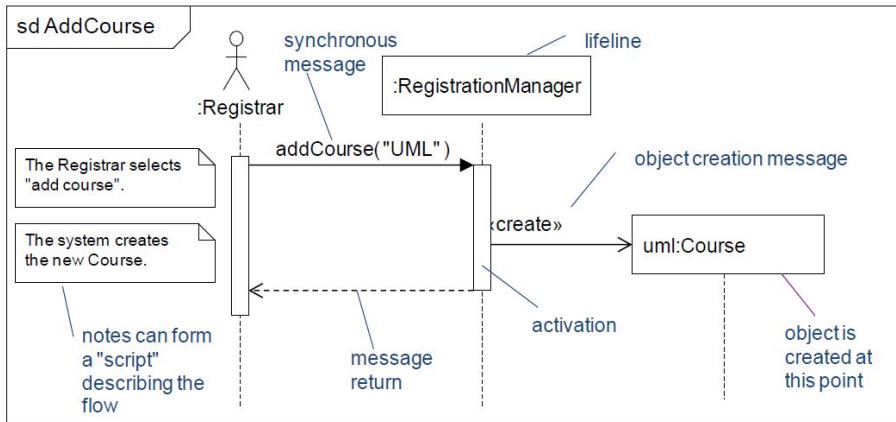 sd AddCourse
synchronous
message
lifeline
:RegistrationManager
:Registrar
addCourse("UML" )
object creation message
The Registrar selects
"add course".
«create»
uml:Course
The system creates
the new Course.
activation
notes can form
a "script"
describing the
flow
message
return
object is
created at
this point